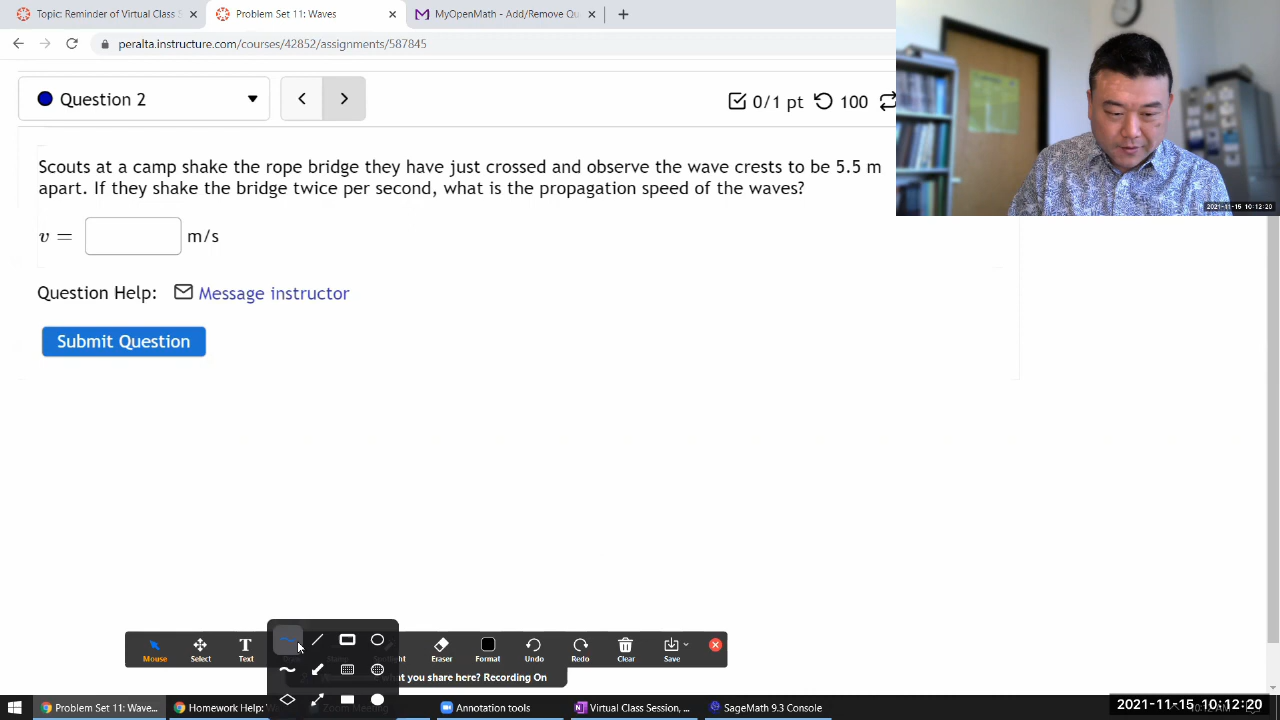 Topic: Reminder of Virtual Class S
Problem Set 11: Waves
MyOpenMath - Add/Remove Qu
peralta.instructure.com/courses/42852/assignments/587845
Question 2
0/1 pt 100
Scouts at a camp shake the rope bridge they have just crossed and observe the wave crests to be 5.5 m
apart. If they shake the bridge twice per second, what is the propagation speed of the waves?
v = m/s
Question Help: Message instructor
Submit Question
2021-11-15 10:12:20
Mouse Select Text Eraser Format Undo Redo Clear Save
what you share here? Recording On
Problem Set 11: Wave... Homework Help: W Zoom Meeting Annotation tools Virtual Class Session, ... SageMath 9.3 Console
2021-11-15 10:12:20